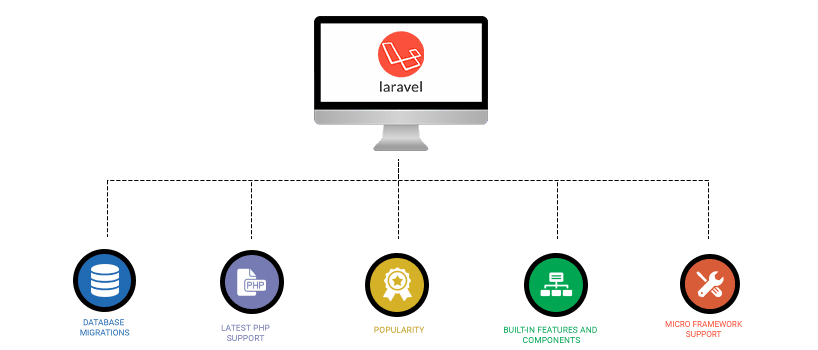 laravel
DATABASE
MIGRATIONS
PHP
LATEST PHP
SUPPORT
POPULARITY
BUILT-IN FEATURES AND
COMPONENTS
MICRO FRAMEWORK
SUPPORT